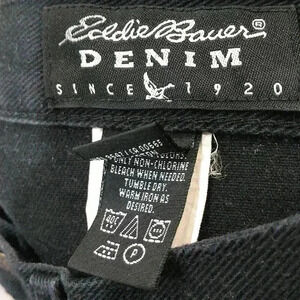 Eddie Bauer®
DENIM
SINCE 1920
ONLY NON-CHLORINE
BLEACH WHEN NEEDED.
TUMBLE DRY.
WARM IRON AS
DESIRED.
P